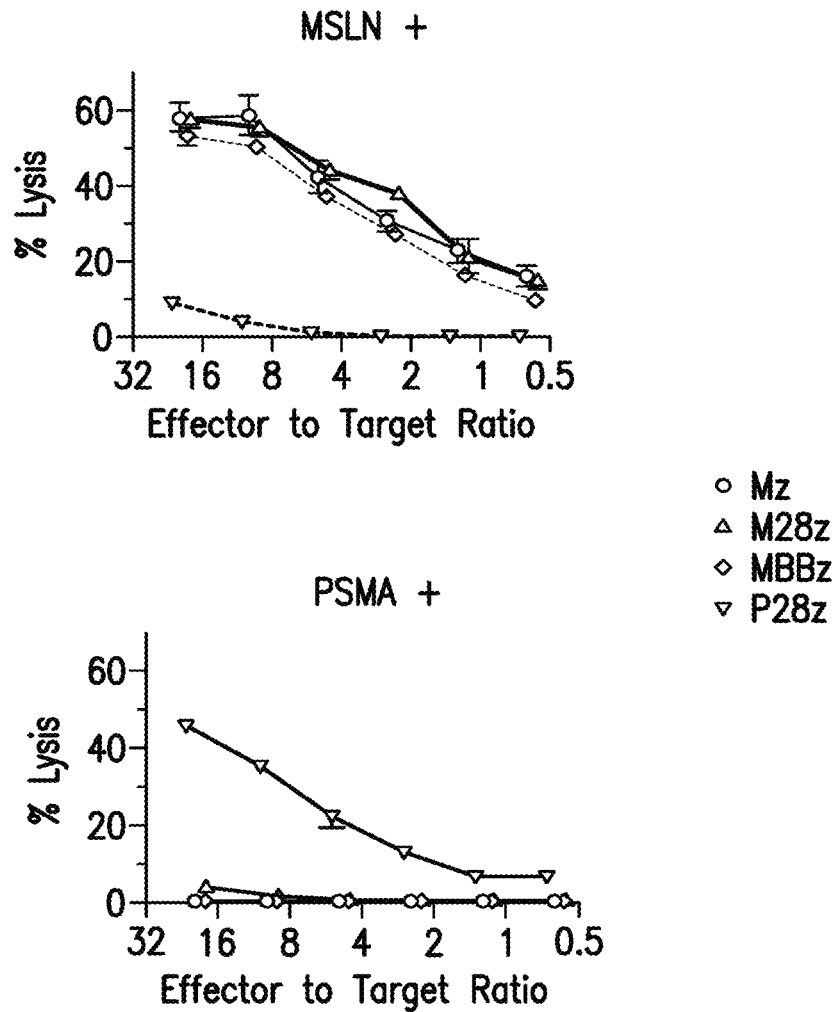 MSLN +
60
40
20
0
% Lysis
32 16 8 4 2 1 0.5
Effector to Target Ratio
Mz
M28z
MBBz
P28z
PSMA +
60
40
20
0
% Lysis
32 16 8 4 2 1 0.5
Effector to Target Ratio